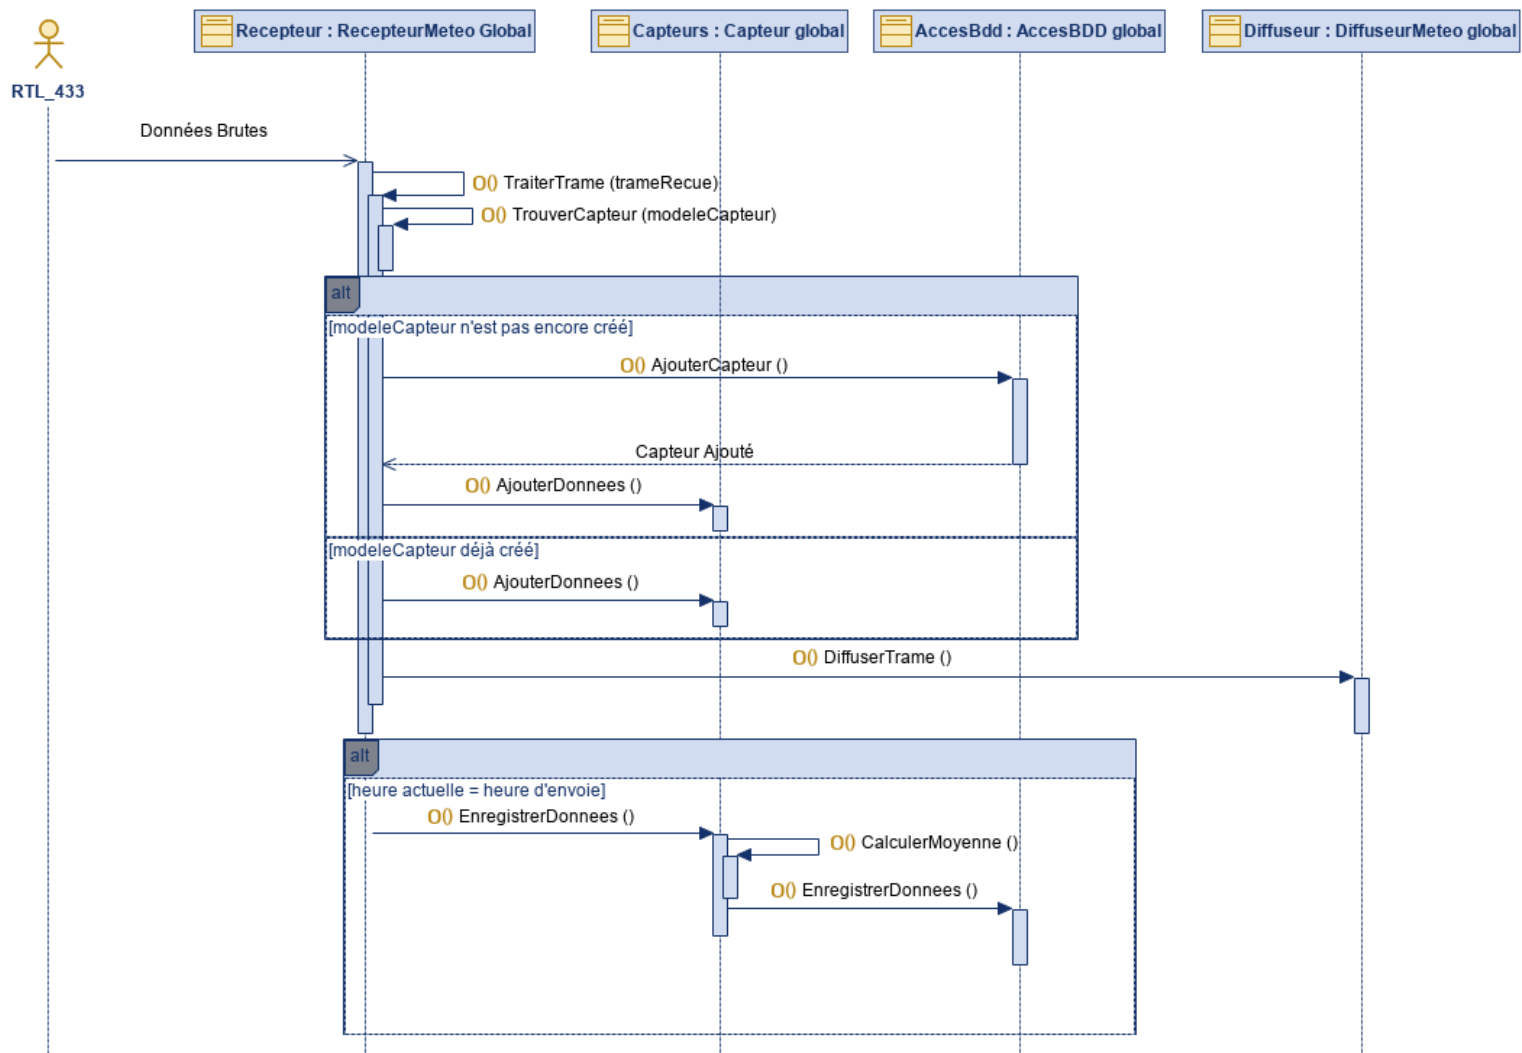 RTL_433
Recepteur : RecepteurMeteo Global
Capteurs : Capteur global
AccesBdd : AccesBDD global
Diffuseur : DiffuseurMeteo global
Données Brutes
O() TraiterTrame (trameRecue)
O() TrouverCapteur (modeleCapteur)
alt
[modeleCapteur n'est pas encore créé]
O() AjouterCapteur ()
Capteur Ajouté
O() AjouterDonnees ()
[modeleCapteur déjà créé]
O() AjouterDonnees ()
O() DiffuserTrame ()
alt
[heure actuelle = heure d'envoie]
O() EnregistrerDonnees ()
O() CalculerMoyenne ()
O() EnregistrerDonnees ()